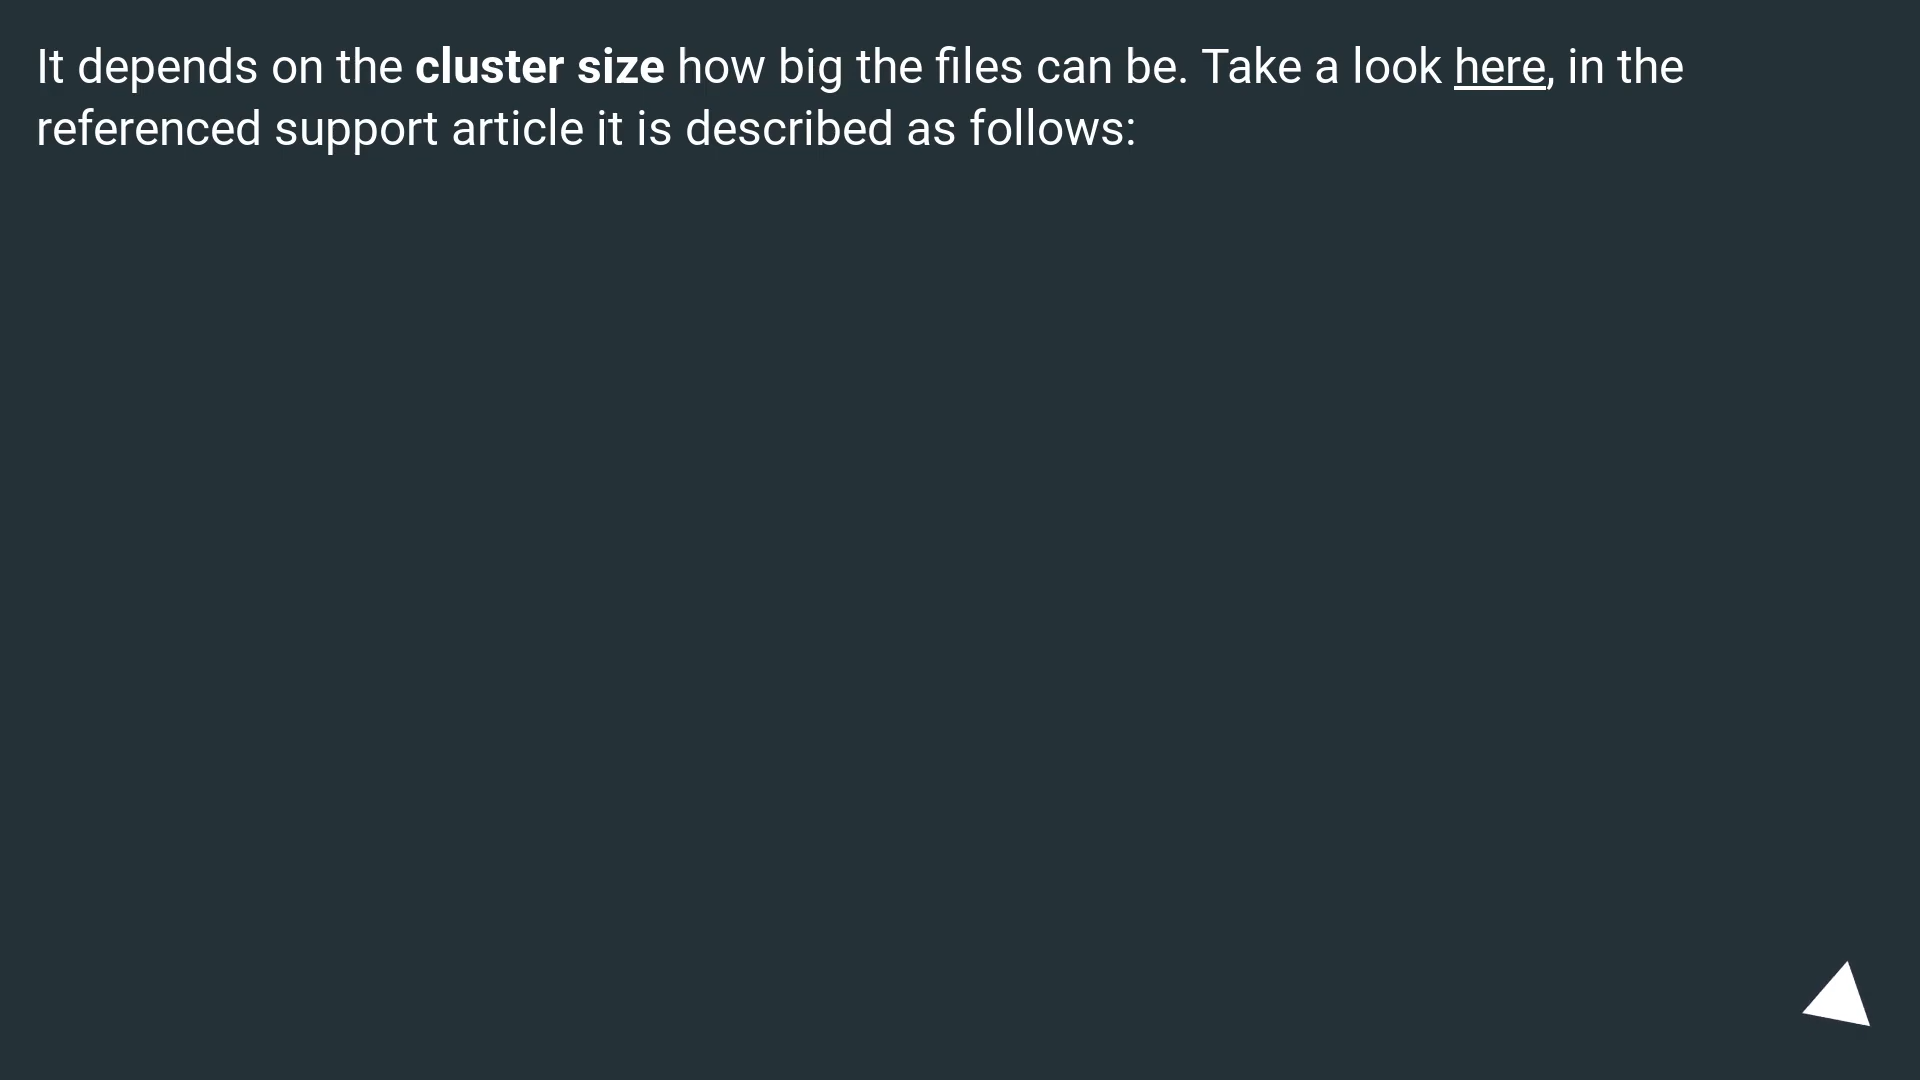 It depends on the cluster size how big the files can be. Take a look here, in the
referenced support article it is described as follows: